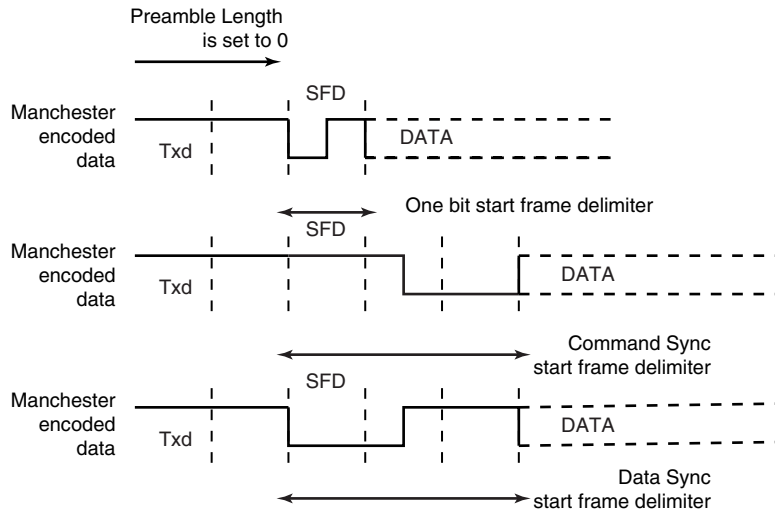 Preamble Length
is set to 0
SFD
Manchester
encoded
data
Txd
DATA
One bit start frame delimiter
SFD
Manchester
encoded
data
Txd
DATA
Command Sync
start frame delimiter
SFD
Manchester
encoded
data
Txd
DATA
Data Sync
start frame delimiter